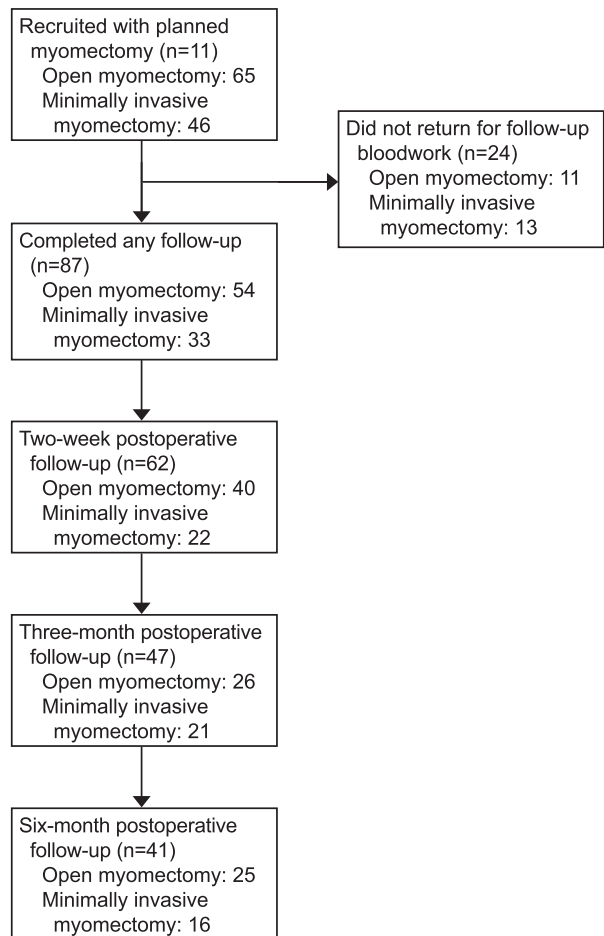 Recruited with planned
myomectomy (n=11)
Open myomectomy: 65
Minimally invasive
myomectomy: 46
Did not return for follow-up
bloodwork (n=24)
Open myomectomy: 11
Minimally invasive
myomectomy: 13
Completed any follow-up
(n=87)
Open myomectomy: 54
Minimally invasive
myomectomy: 33
Two-week postoperative
follow-up (n=62)
Open myomectomy: 40
Minimally invasive
myomectomy: 22
Three-month postoperative
follow-up (n=47)
Open myomectomy: 26
Minimally invasive
myomectomy: 21
Six-month postoperative
follow-up (n=41)
Open myomectomy: 25
Minimally invasive
myomectomy: 16